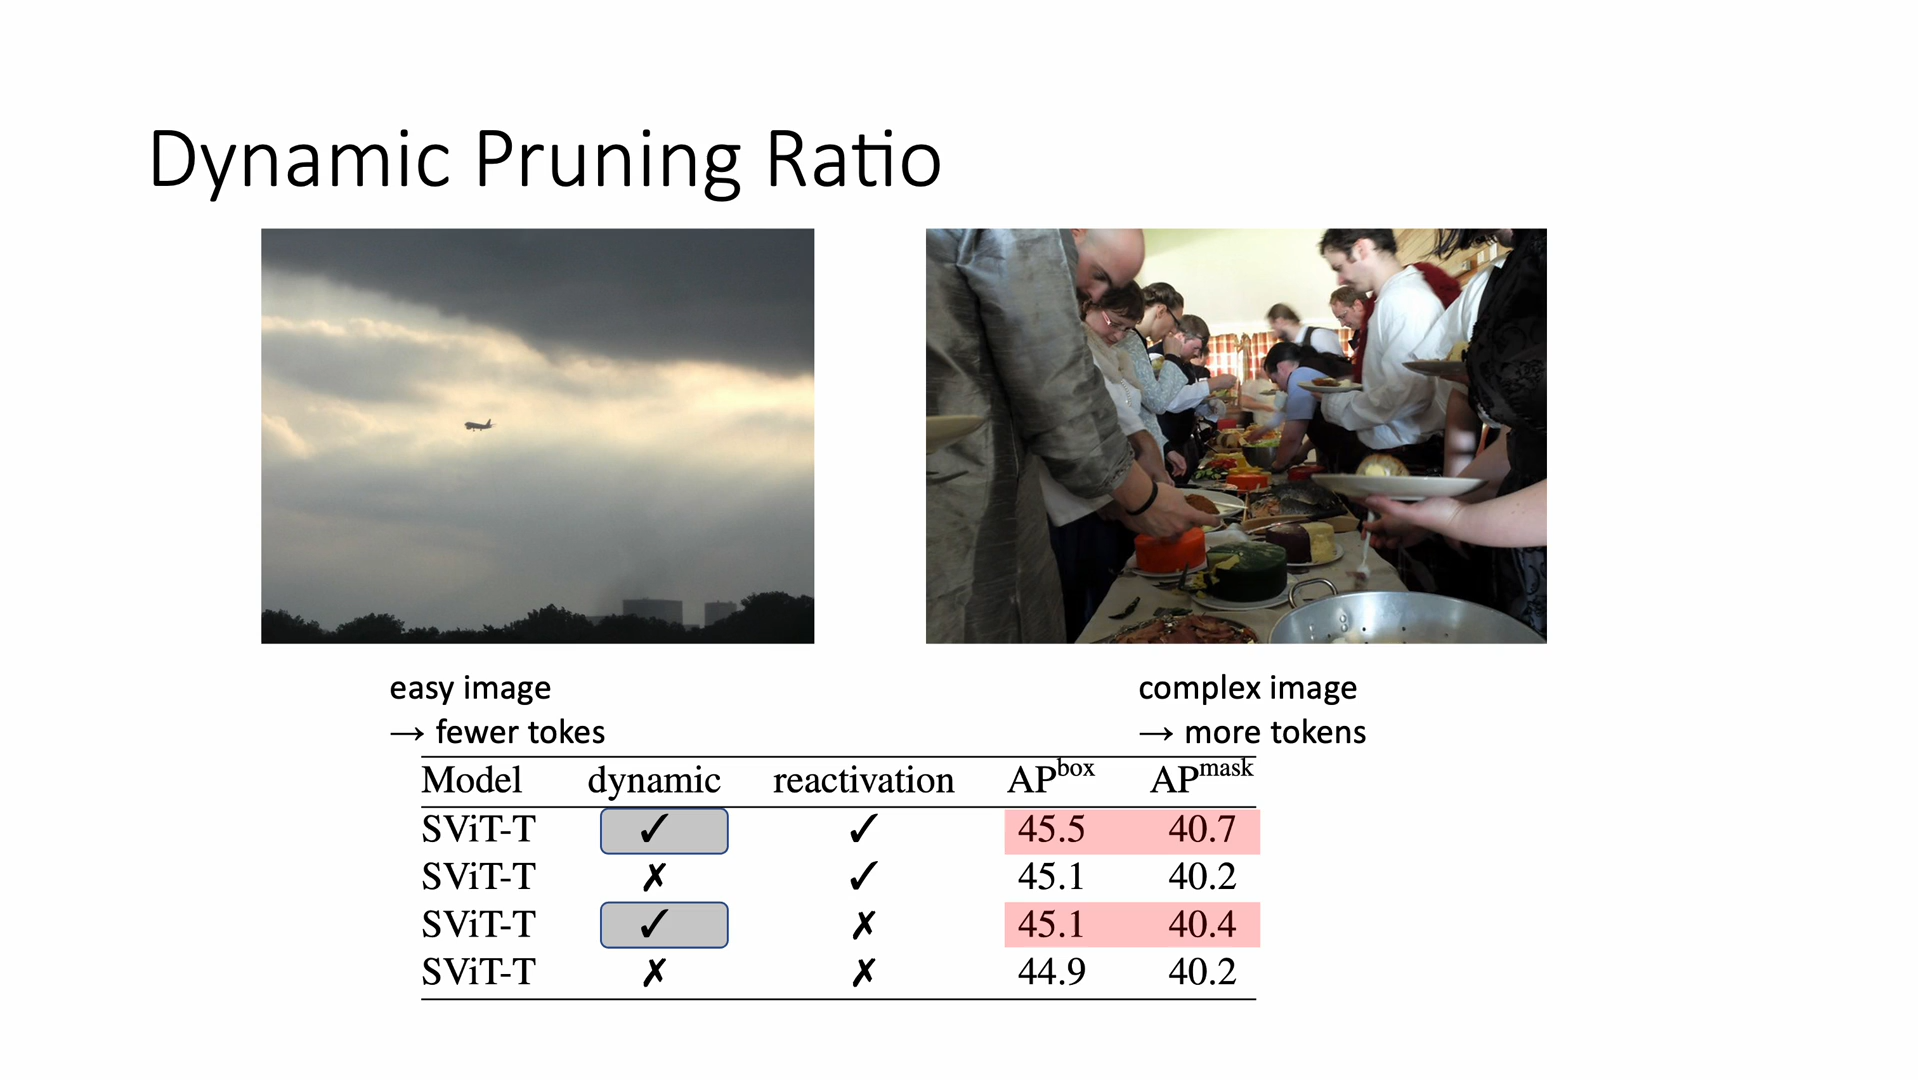 Dynamic Pruning Ratio
easy image
→ fewer tokes
complex image
→ more tokens
Model dynamic reactivation AP^box AP^mask
SViT-T ✓ ✓ 45.5 40.7
SViT-T ✗ ✓ 45.1 40.2
SViT-T ✓ ✗ 45.1 40.4
SViT-T ✗ ✗ 44.9 40.2